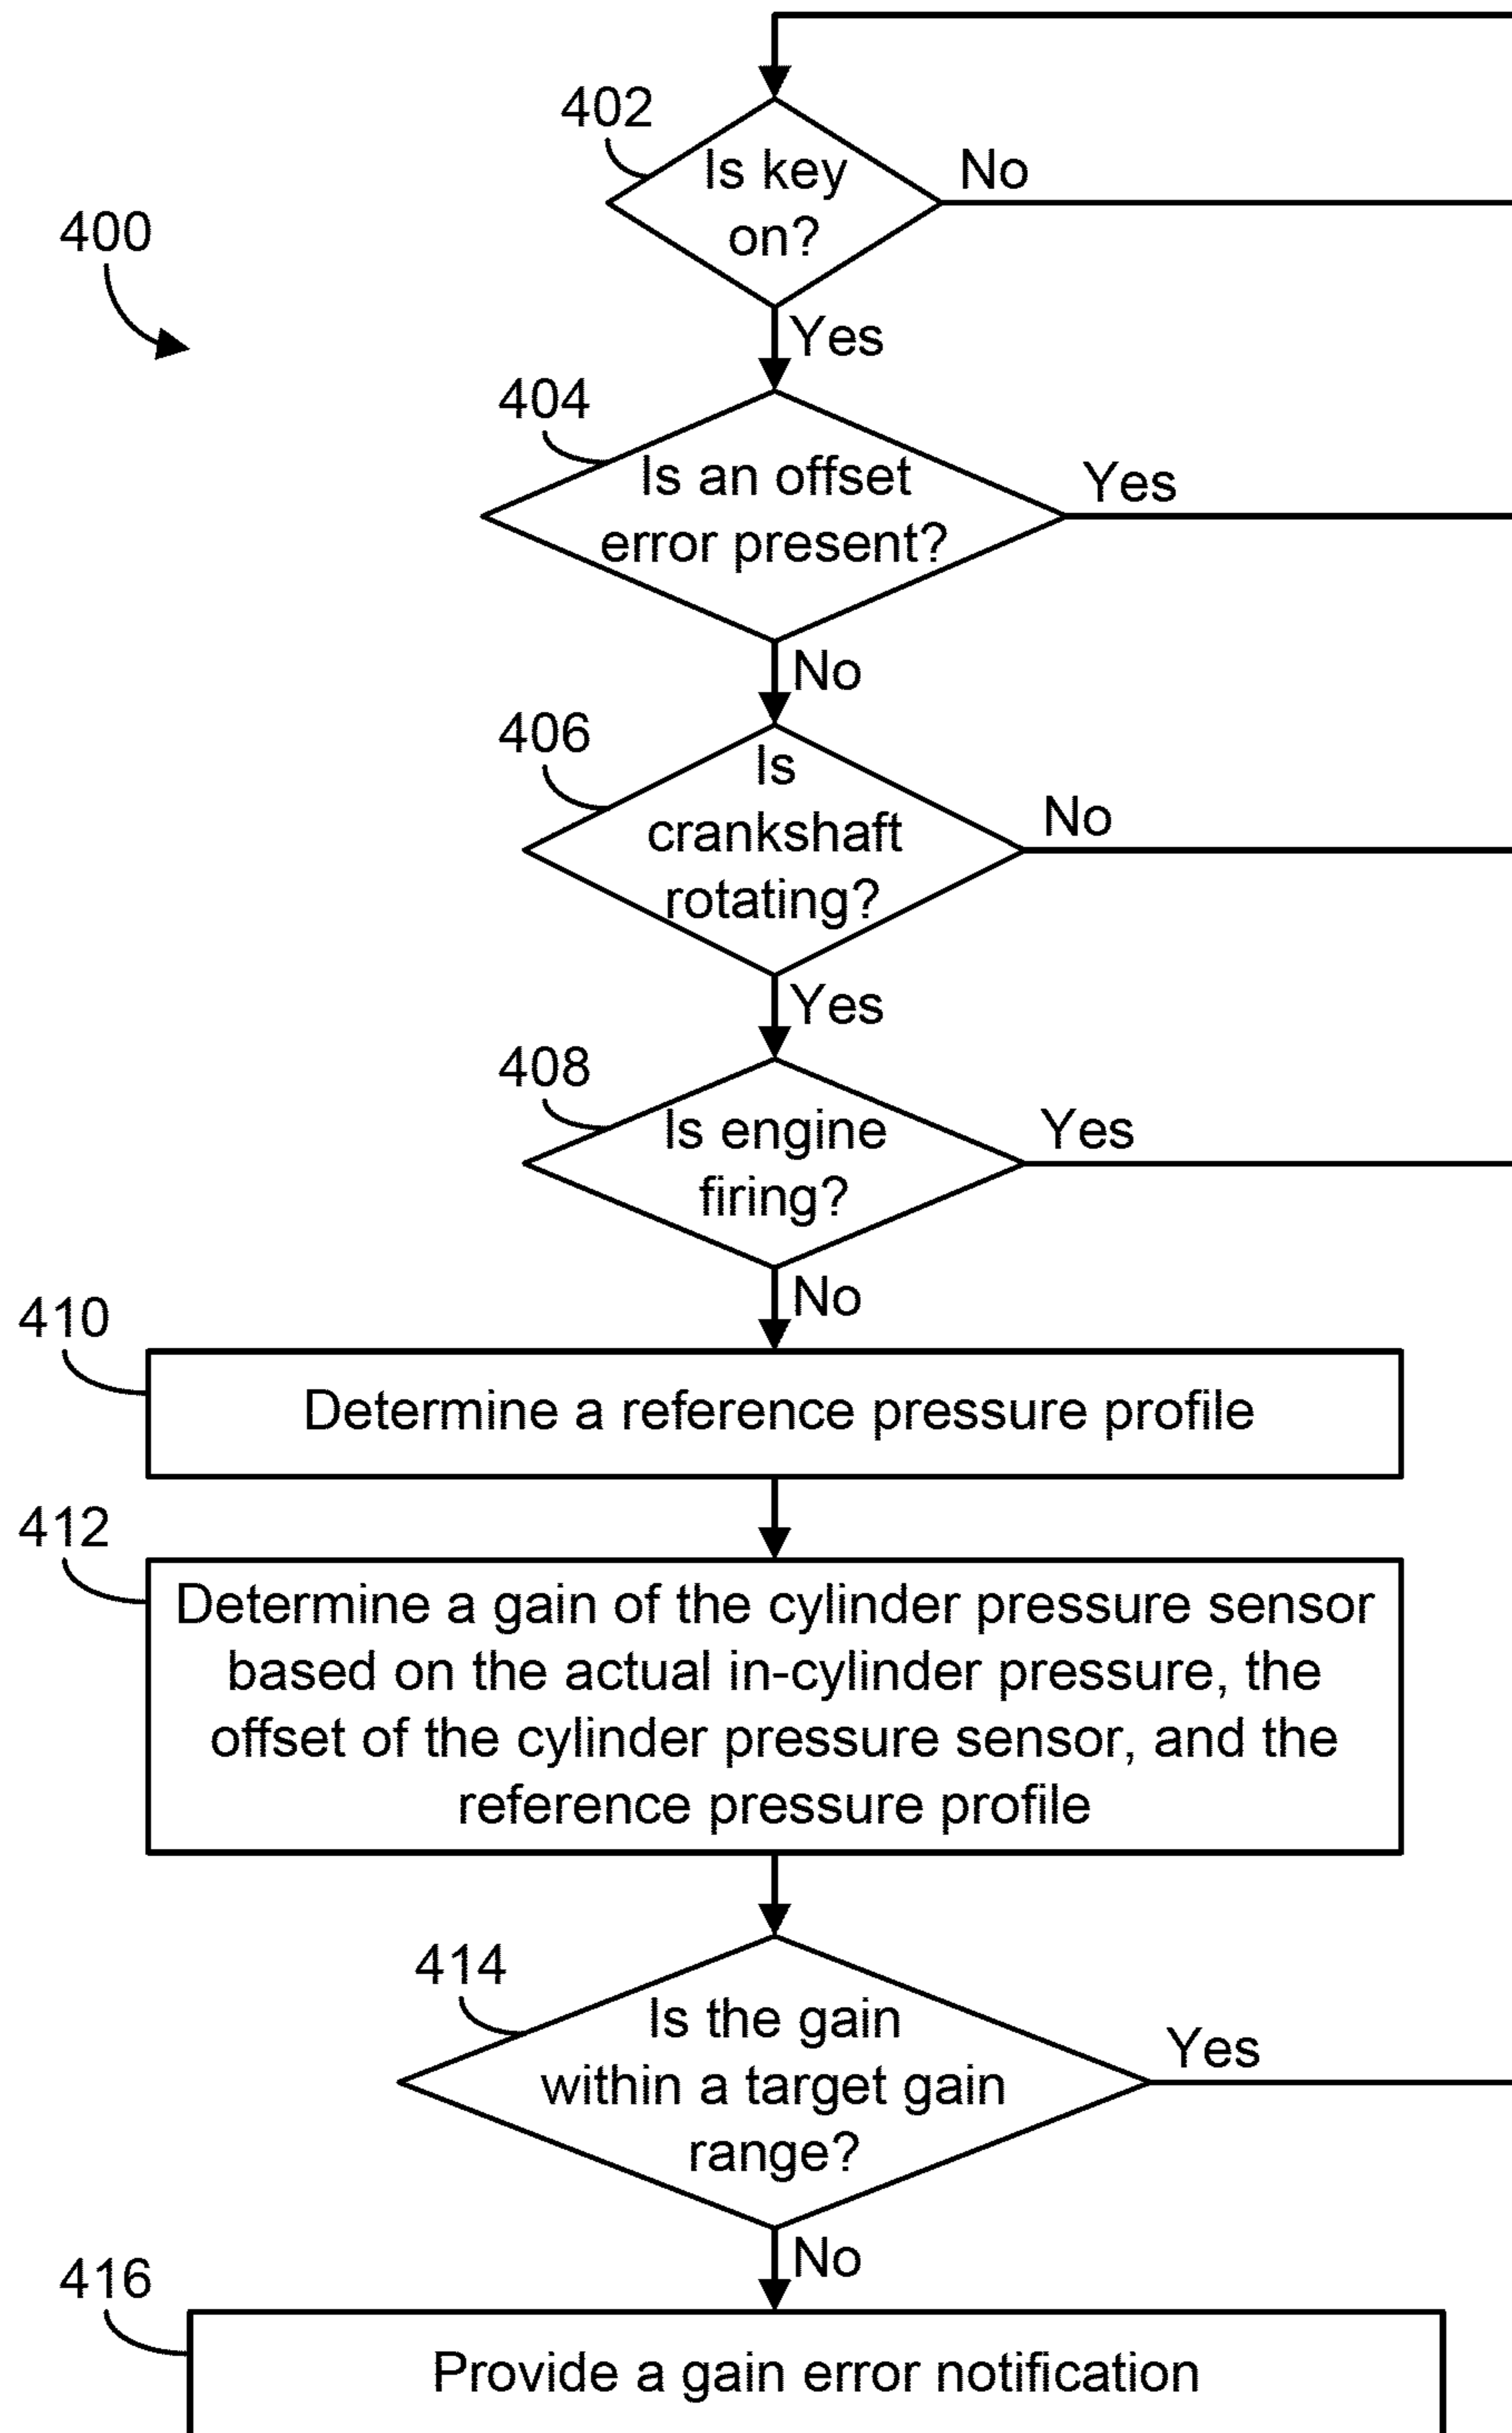 402
Is key
on?
No
400
Yes
404
Is an offset
error present?
Yes
No
406
Is
crankshaft
rotating?
No
Yes
408
Is engine
firing?
Yes
No
410
Determine a reference pressure profile
412
Determine a gain of the cylinder pressure sensor
based on the actual in-cylinder pressure, the
offset of the cylinder pressure sensor, and the
reference pressure profile
414
Is the gain
within a target gain
range?
Yes
No
416
Provide a gain error notification